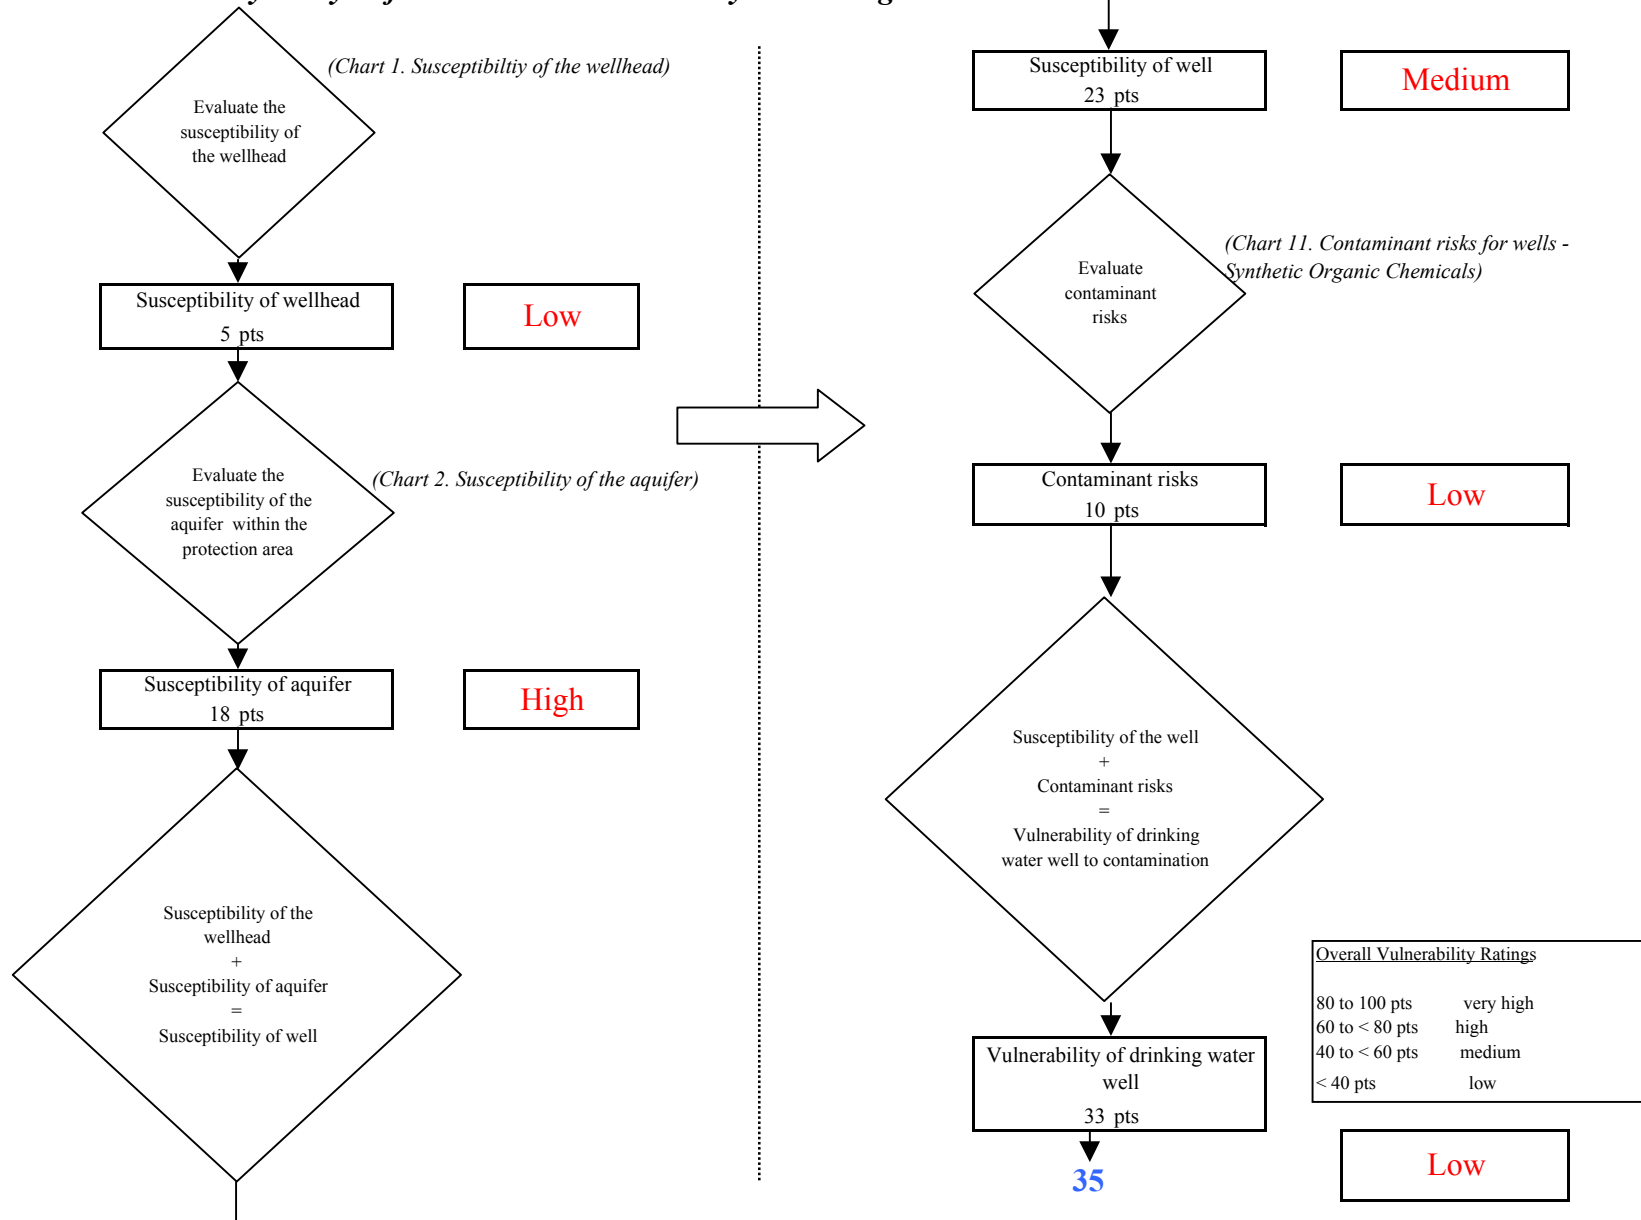 (Chart 1. Susceptibiltiy of the wellhead)
Evaluate the
susceptibility of
the wellhead
Susceptibility of wellhead
5 pts
Low
Evaluate the
susceptibility of the
aquifer within the
protection area
(Chart 2. Susceptibility of the aquifer)
Susceptibility of aquifer
18 pts
High
Susceptibility of the
wellhead
+
Susceptibility of aquifer
=
Susceptibility of well
Susceptibility of well
23 pts
Medium
Evaluate
contaminant
risks
(Chart 11. Contaminant risks for wells -
Synthetic Organic Chemicals)
Contaminant risks
10 pts
Low
Susceptibility of the well
+
Contaminant risks
=
Vulnerability of drinking
water well to contamination
Vulnerability of drinking water
well
33 pts
35
Overall Vulnerability Ratings
80 to 100 pts very high
60 to < 80 pts high
40 to < 60 pts medium
< 40 pts low
Low